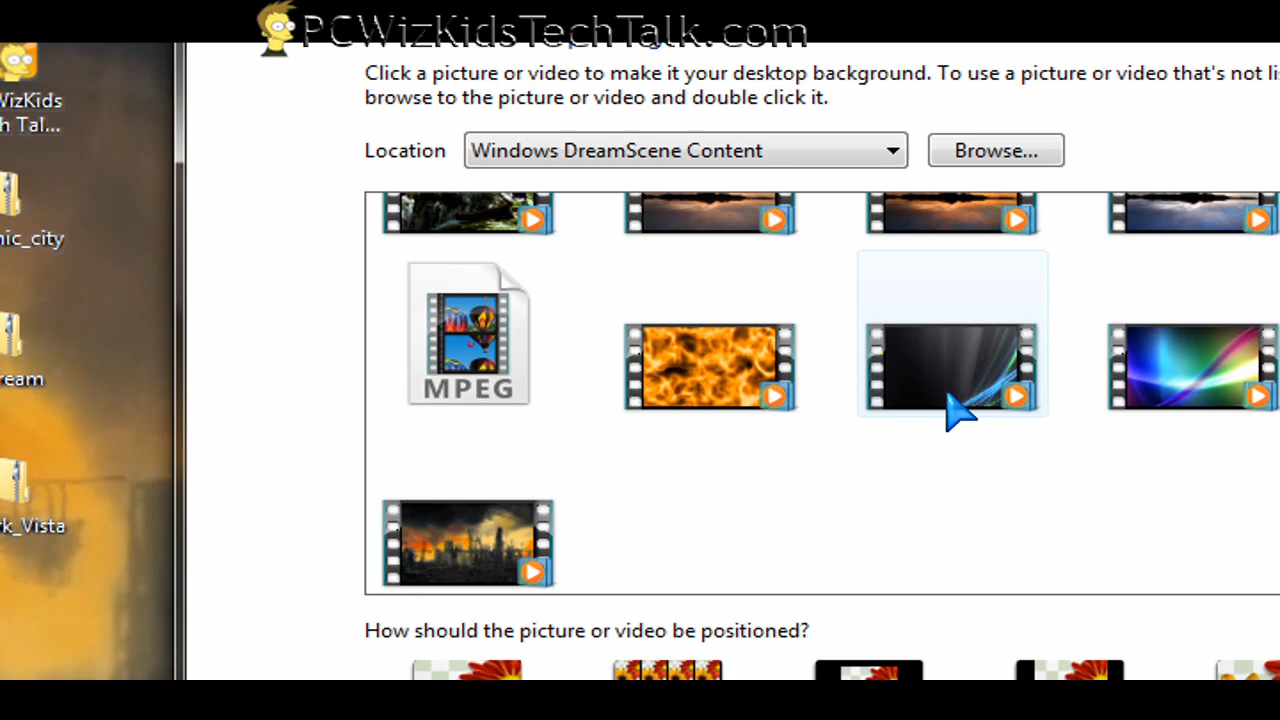 PCWizKidsTechTalk.com
WizKids
h Tal...
nic_city
ream
rk_Vista
Click a picture or video to make it your desktop background. To use a picture or video that's not li
browse to the picture or video and double click it.
Location
Windows DreamScene Content
Browse...
MPEG
How should the picture or video be positioned?